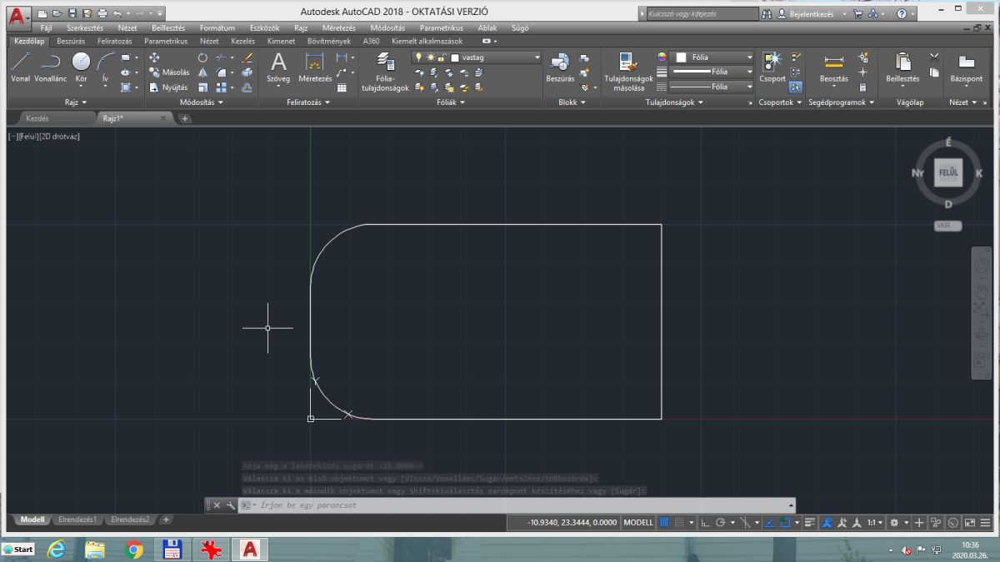 Autodesk AutoCAD 2018 - OKTATÁSI VERZIÓ
Kulcsszó vagy kifejezés
Bejelentkezés
Fájl Szerkesztés Nézet Beillesztés Formátum Eszközök Rajz Méretezés Módosítás Parametrikus Ablak Súgó
Kezdőlap Beszúrás Feliratozás Parametrikus Nézet Kezelés Kimenet Bővítmények A360 Kiemelt alkalmazások
Vonal Vonallánc Kör Ív
Másolás
Nyújtás
Szöveg Méretezés
Fólia-
tulajdonságok
vastag
Beszúrás
Tulajdonságok
másolása
Fólia
Fólia
Fólia
Csoport
Beosztás
Beillesztés
Bázispont
Rajz Módosítás Feliratozás Fóliák Blokk Tulajdonságok Csoportok Segédprogramok Vágólap Nézet
Kezdés Rajz1*
[−][Felül][2D drótváz]
É
Ny FELÜL K
D
VKR
Y
X
Adja meg a lekerekítés sugarát <16.0000>:
Válassza ki az első objektumot vagy [VIssza/Vonallánc/Sugár/metsZése/töObszörös]:
Válassza ki a második objektumot vagy Shift+kiválasztás sarokpont készítéséhez vagy [Sugár]:
Írjon be egy parancsot
Modell Elrendezés1 Elrendezés2
-10.9340, 23.3444, 0.0000 MODELL 1:1
Start
10:36
2020.03.26.